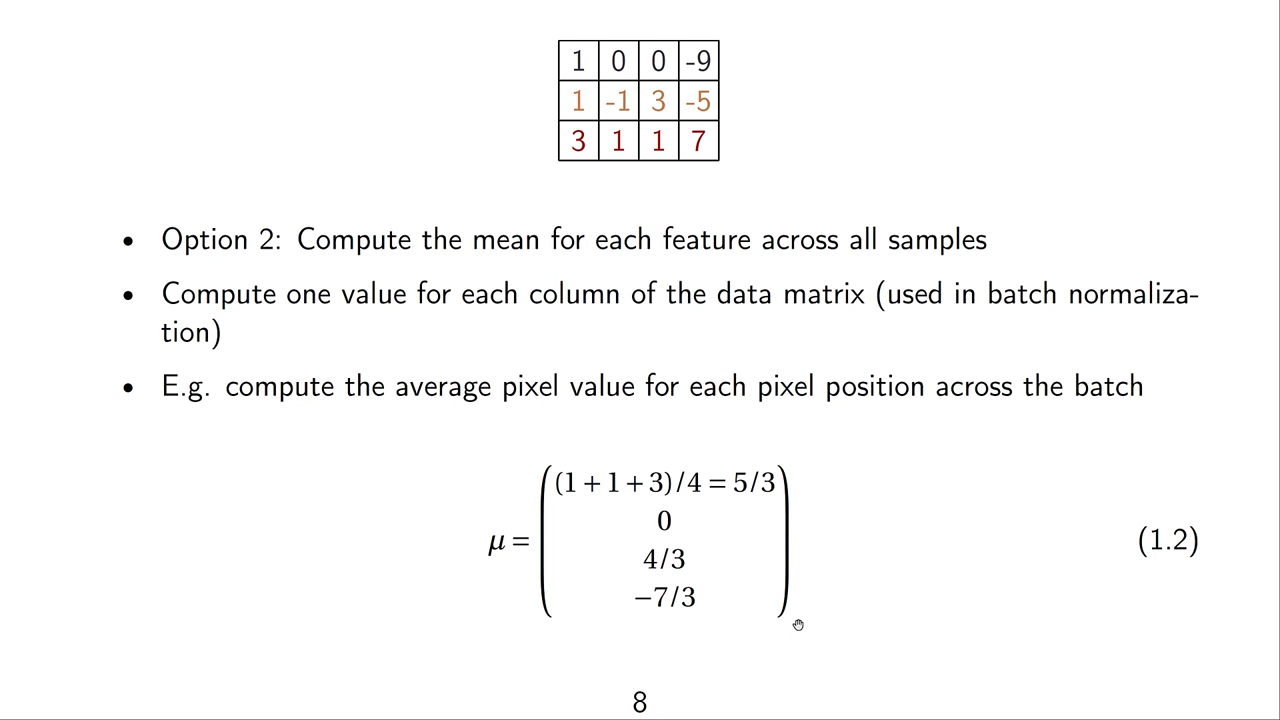 1 0 0 -9
1 -1 3 -5
3 1 1 7
• Option 2: Compute the mean for each feature across all samples
• Compute one value for each column of the data matrix (used in batch normaliza-
tion)
• E.g. compute the average pixel value for each pixel position across the batch
(1+1+3)/4 = 5/3
0
μ = 4/3 (1.2)
−7/3
8